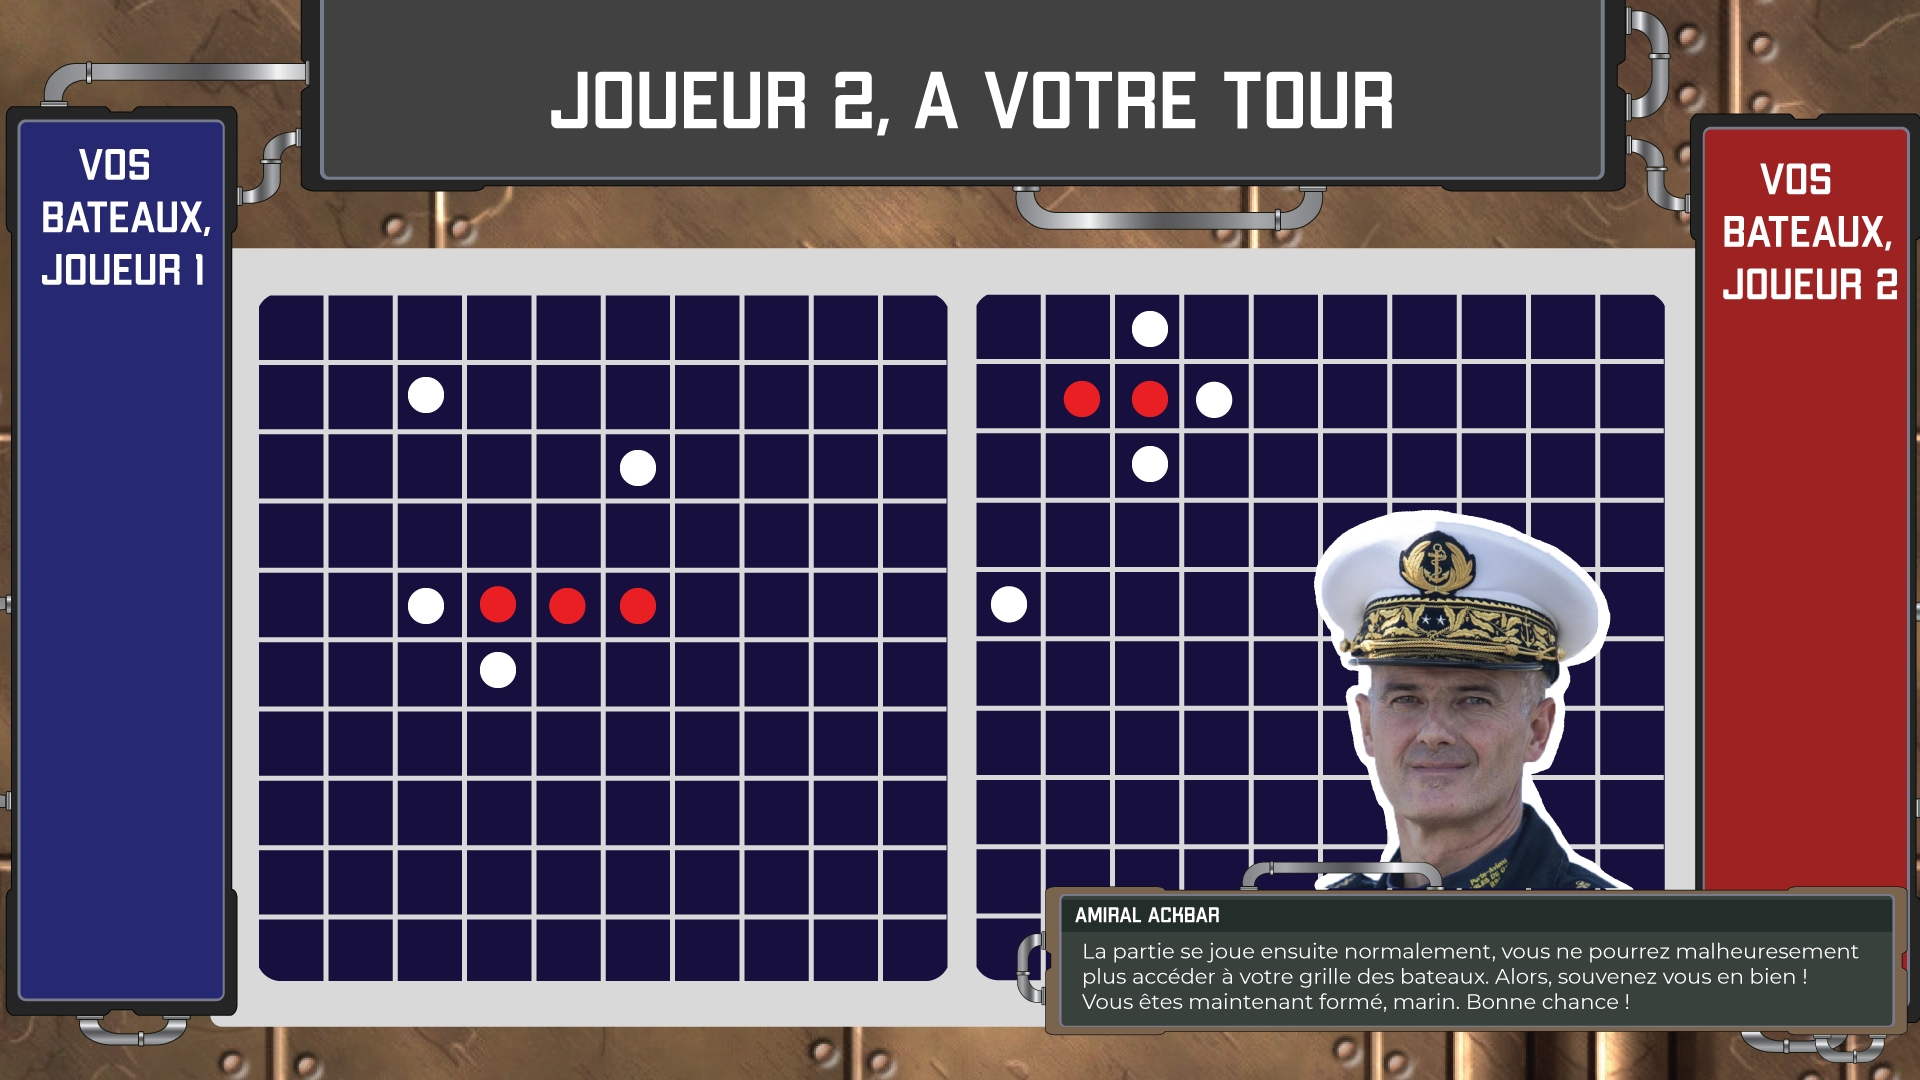 JOUEUR 2, A VOTRE TOUR
VOS
BATEAUX,
JOUEUR 1
VOS
BATEAUX,
JOUEUR 2
AMIRAL ACKBAR
La partie se joue ensuite normalement, vous ne pourrez malheuresement
plus accéder à votre grille des bateaux. Alors, souvenez vous en bien !
Vous êtes maintenant formé, marin. Bonne chance !